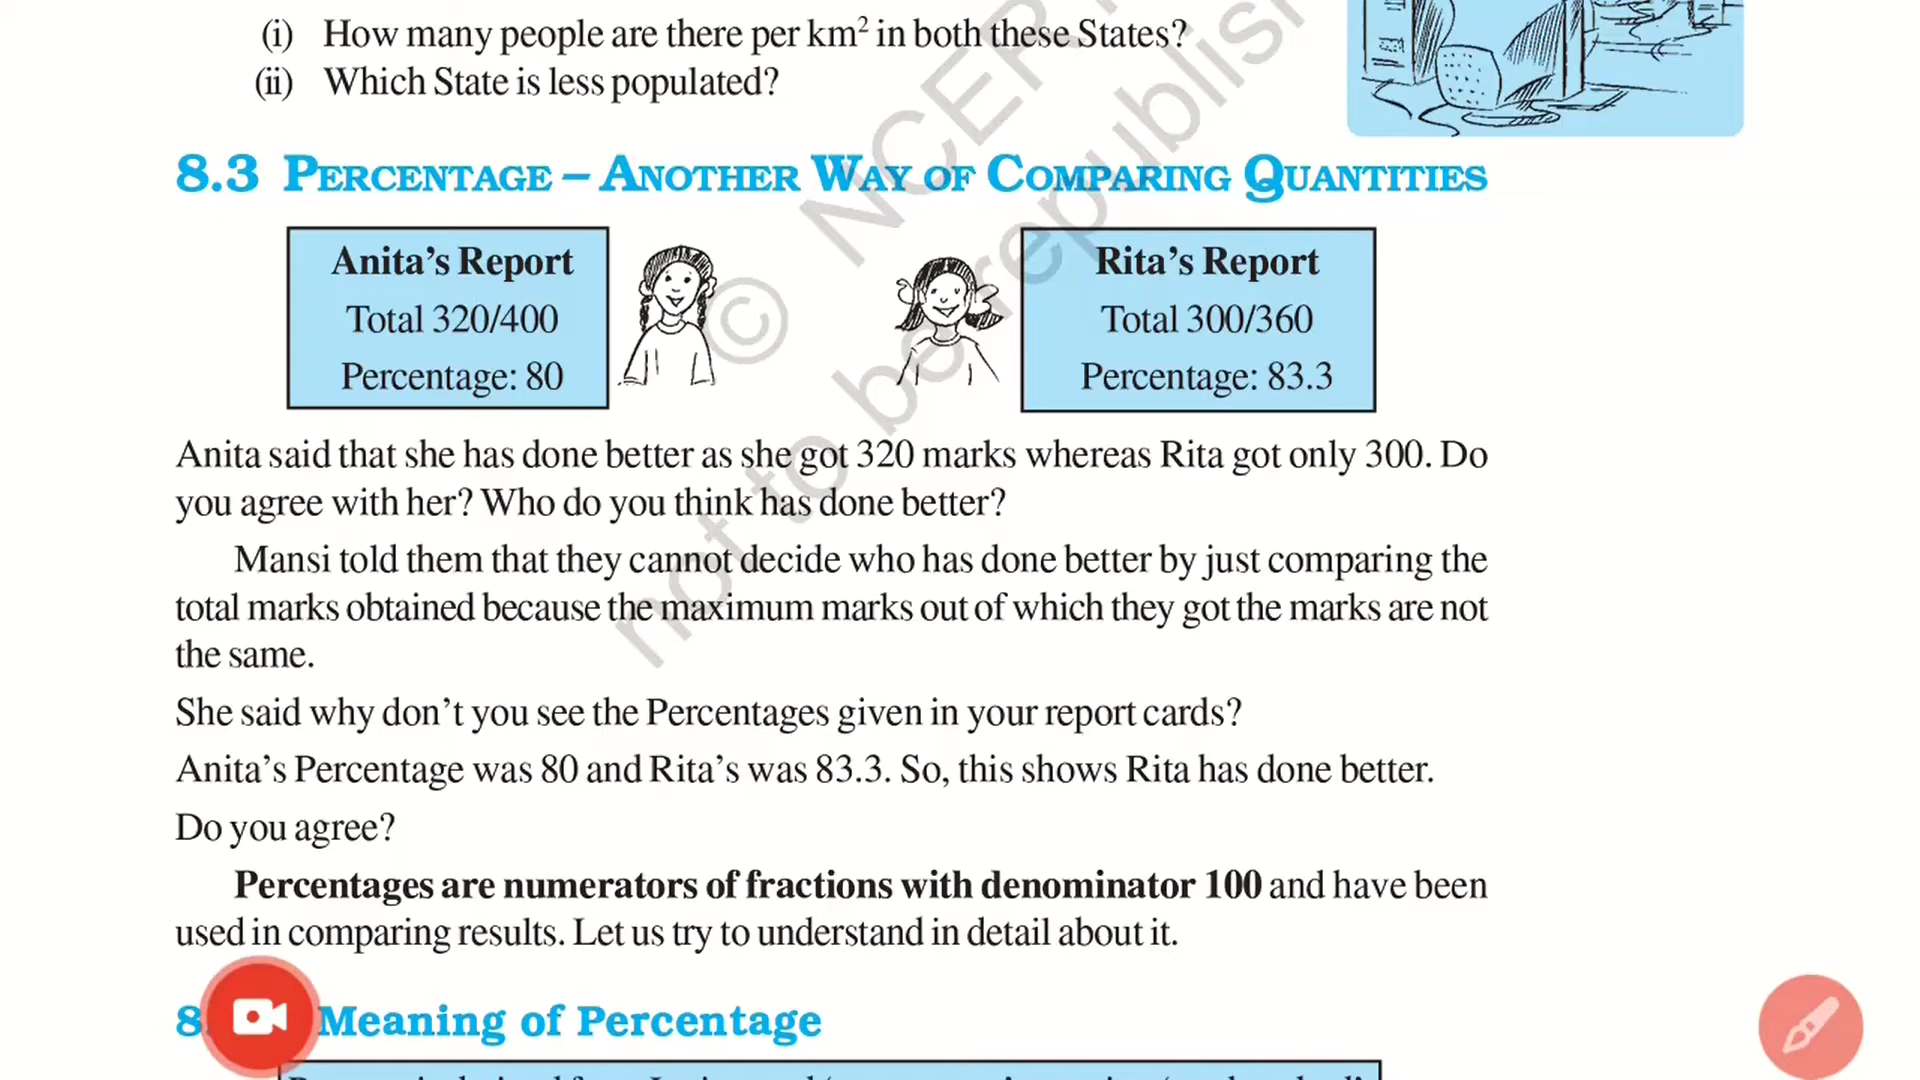 (i) How many people are there per km² in both these States?
(ii) Which State is less populated?
8.3 PERCENTAGE – ANOTHER WAY OF COMPARING QUANTITIES
Anita's Report
Total 320/400
Percentage: 80
Rita's Report
Total 300/360
Percentage: 83.3
Anita said that she has done better as she got 320 marks whereas Rita got only 300. Do
you agree with her? Who do you think has done better?
Mansi told them that they cannot decide who has done better by just comparing the
total marks obtained because the maximum marks out of which they got the marks are not
the same.
She said why don't you see the Percentages given in your report cards?
Anita's Percentage was 80 and Rita's was 83.3. So, this shows Rita has done better.
Do you agree?
Percentages are numerators of fractions with denominator 100 and have been
used in comparing results. Let us try to understand in detail about it.
8. Meaning of Percentage
© NCER
not to be republis